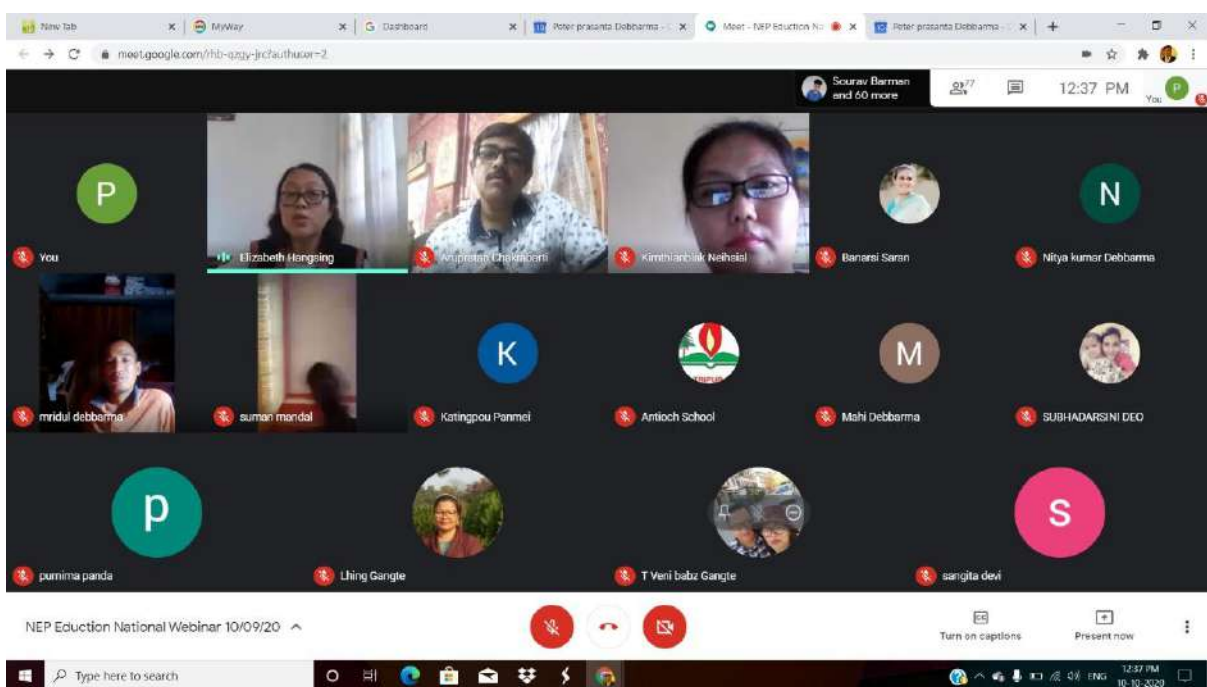 New Tab
MyWay
Dashboard
Peter prasanta Debbarma - C
Meet - NEP Eduction Na
Peter prasanta Debbarma - C
meet.google.com/rhb-qzgy-jrc?authuser=2
Sourav Barman
and 60 more
77
12:37 PM
You
P
P
N
You
Elizabeth Hangsing
Arupratan Chakraborti
Kimthianbiak Neihsial
Banarsi Saran
Nitya kumar Debbarma
K
TRIPURA
M
mridul debbarma
suman mandal
Katingpou Panmei
Antioch School
Mahi Debbarma
SUBHADARSINI DEO
p
s
purnima panda
Lhing Gangte
T Veni babz Gangte
sangita devi
NEP Eduction National Webinar 10/09/20
Turn on captions
Present now
Type here to search
ENG
12:37 PM
10-10-2020